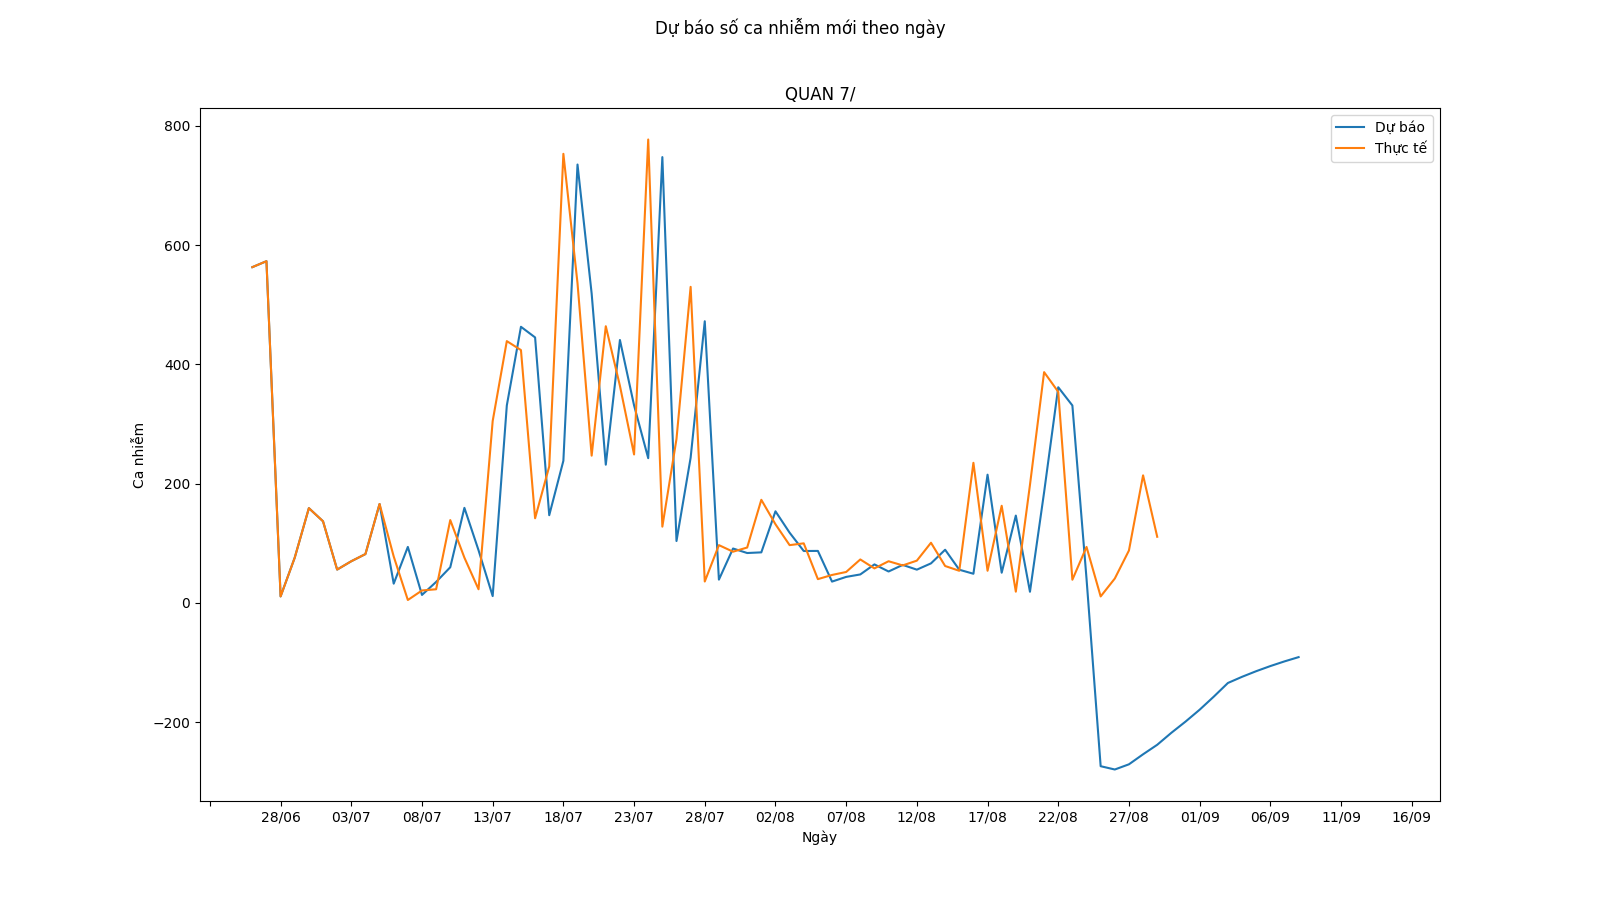 Dự báo số ca nhiễm mới theo ngày
QUAN 7/
Dự báo
Thực tế
800
600
400
200
0
−200
Ca nhiễm
28/06 03/07 08/07 13/07 18/07 23/07 28/07 02/08 07/08 12/08 17/08 22/08 27/08 01/09 06/09 11/09 16/09
Ngày